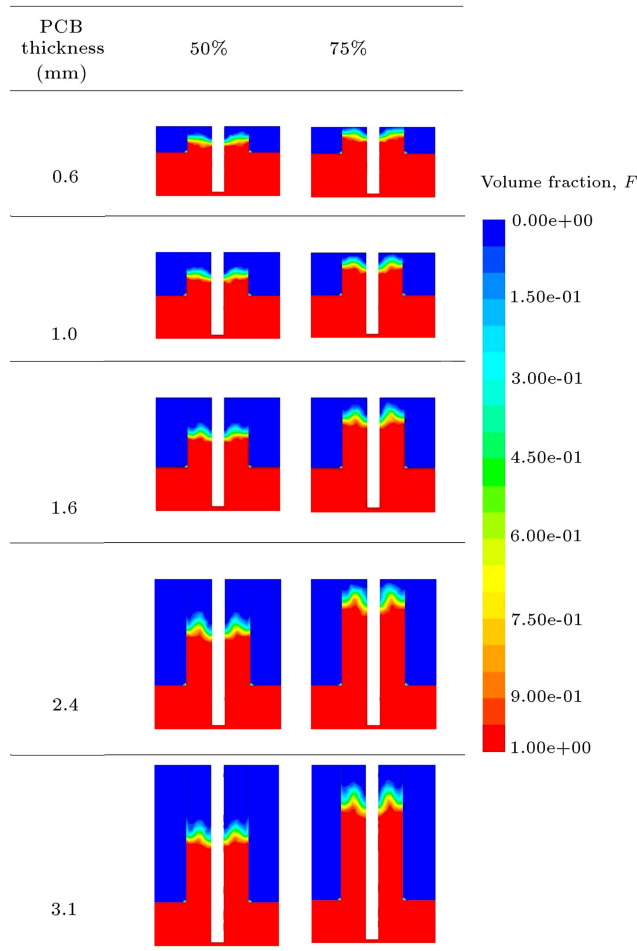 PCB
thickness
(mm)
50%
75%
0.6
1.0
1.6
2.4
3.1
Volume fraction, F
0.00e+00
1.50e-01
3.00e-01
4.50e-01
6.00e-01
7.50e-01
9.00e-01
1.00e+00